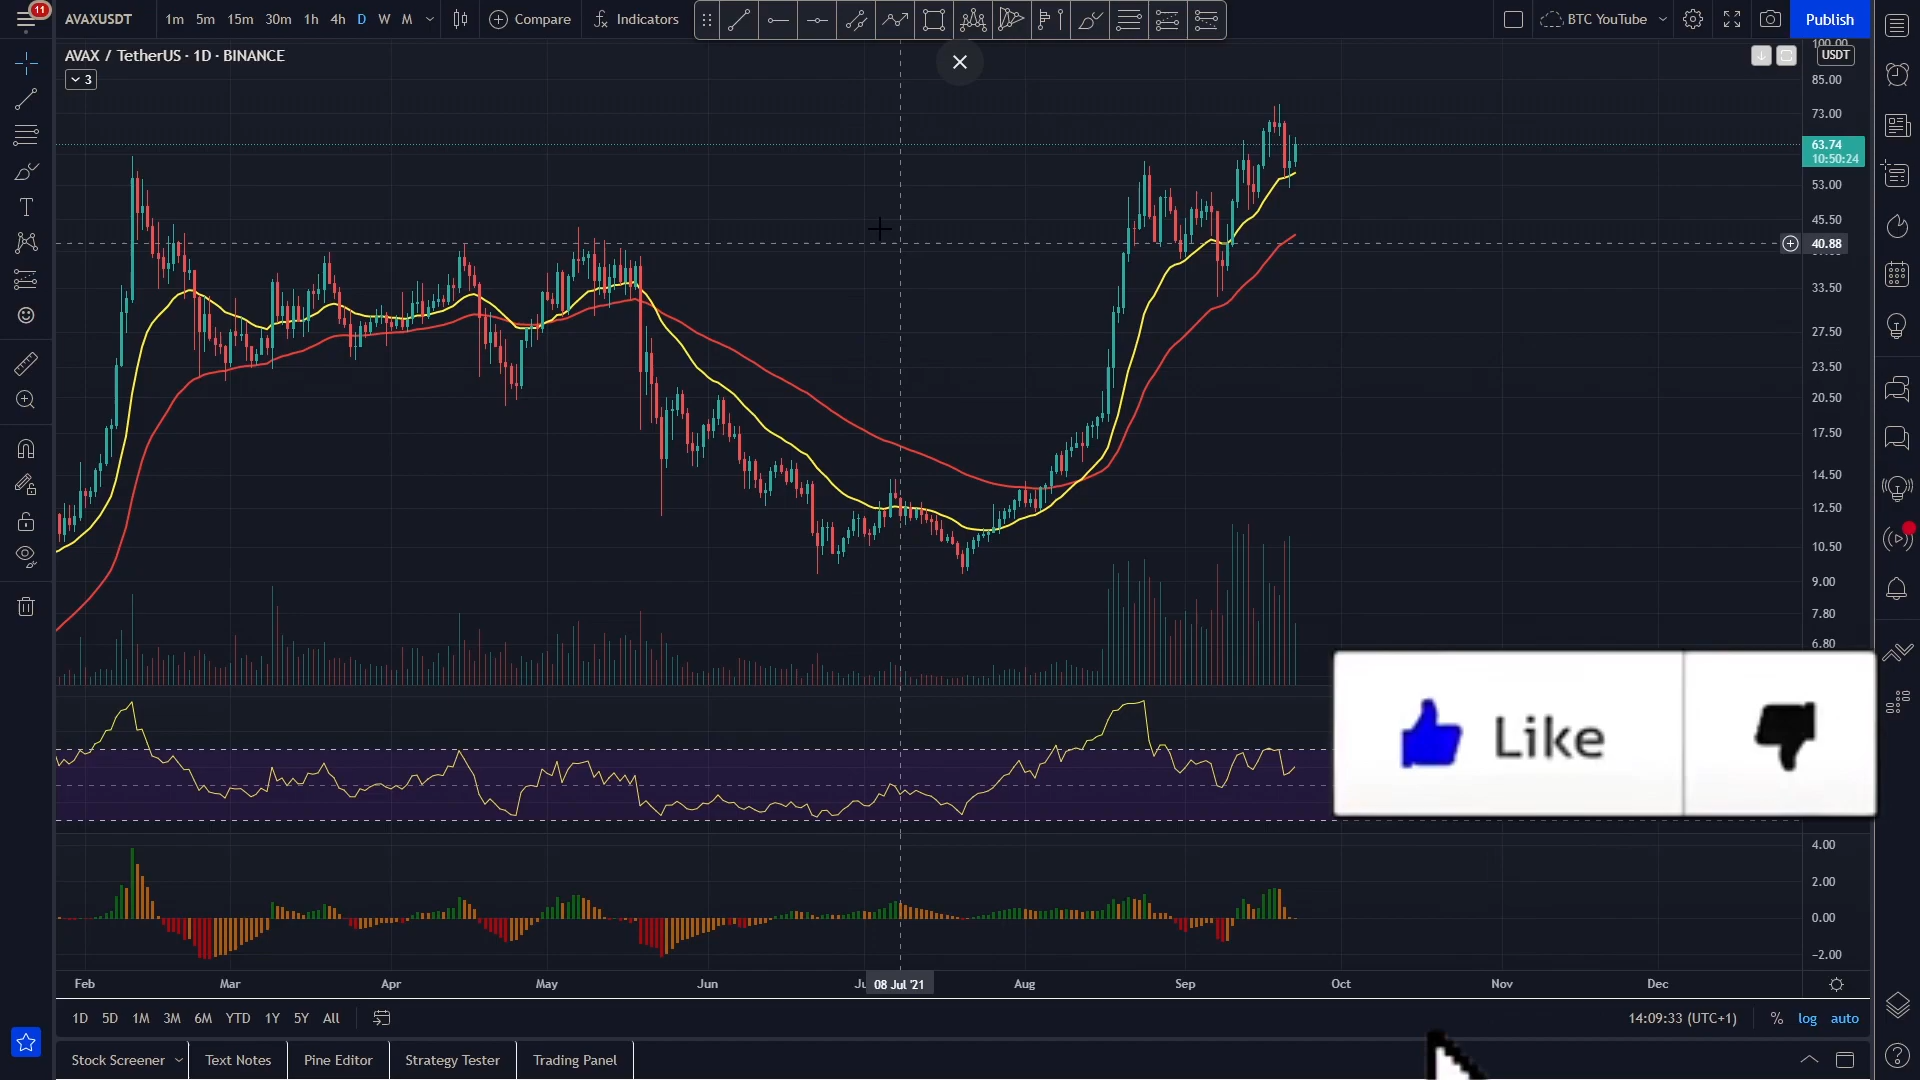 11
AVAXUSDT
1m 5m 15m 30m 1h 4h D W M
Compare
Indicators
BTC YouTube
Publish
AVAX / TetherUS · 1D · BINANCE
3
USDT
100.00
85.00
73.00
63.74
10:50:24
53.00
45.50
40.88
33.50
27.50
23.50
20.50
17.50
14.50
12.50
10.50
9.00
7.80
6.80
Like
4.00
2.00
0.00
-2.00
Feb Mar Apr May Jun 08 Jul '21 Aug Sep Oct Nov Dec
1D 5D 1M 3M 6M YTD 1Y 5Y All
14:09:33 (UTC+1) % log auto
Stock Screener Text Notes Pine Editor Strategy Tester Trading Panel